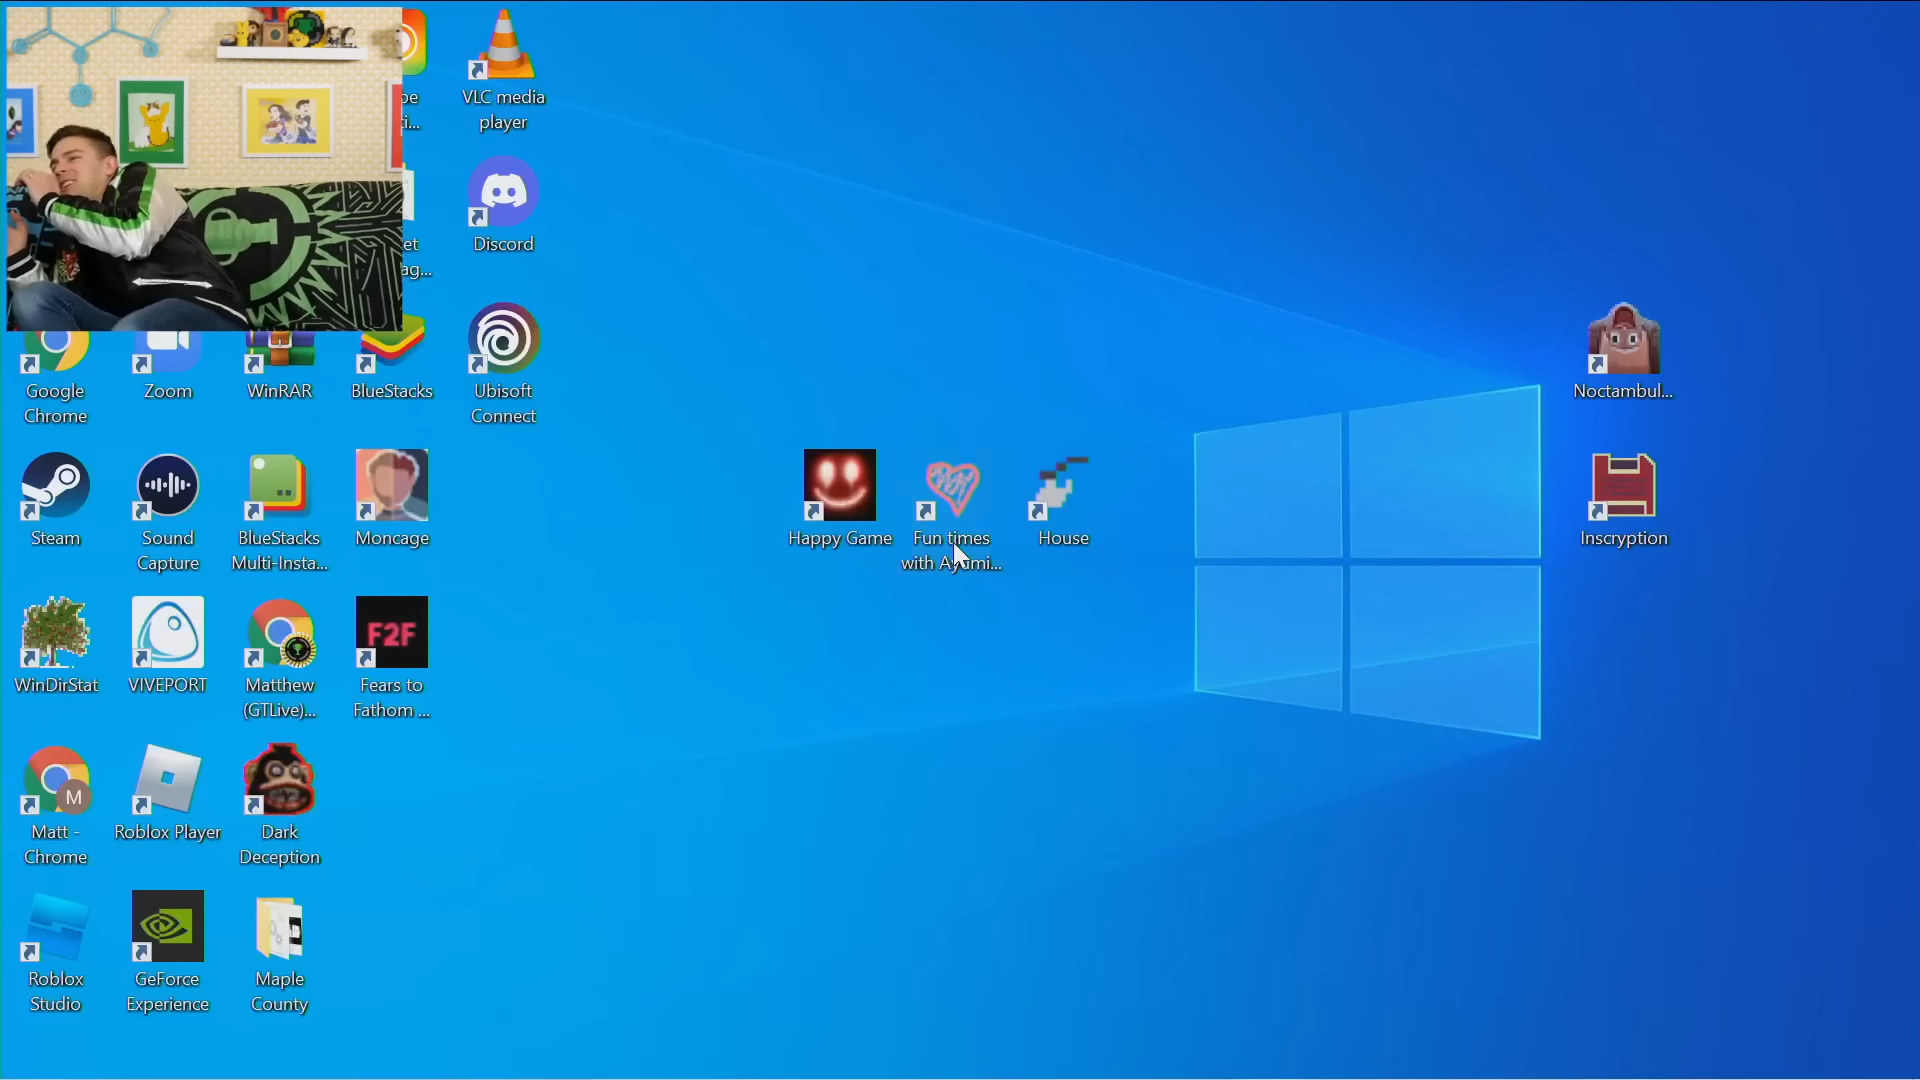 VLC media
player
Discord
Ubisoft
Connect
Google
Chrome
Zoom
WinRAR
BlueStacks
Noctambul...
Steam
Sound
Capture
BlueStacks
Multi-Insta...
Moncage
Happy Game
Fun times
with Ayumi...
House
Inscryption
WinDirStat
VIVEPORT
Matthew
(GTLive)...
F2F
Fears to
Fathom ...
M
Matt -
Chrome
Roblox Player
Dark
Deception
Roblox
Studio
GeForce
Experience
Maple
County